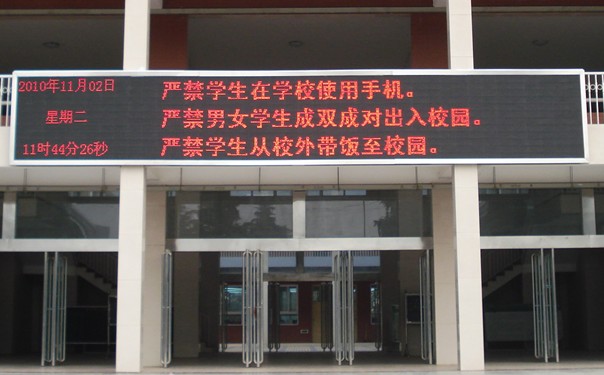 2010年11月02日
星期二
11时44分26秒
严禁学生在学校使用手机。
严禁男女学生成双成对出入校园。
严禁学生从校外带饭至校园。